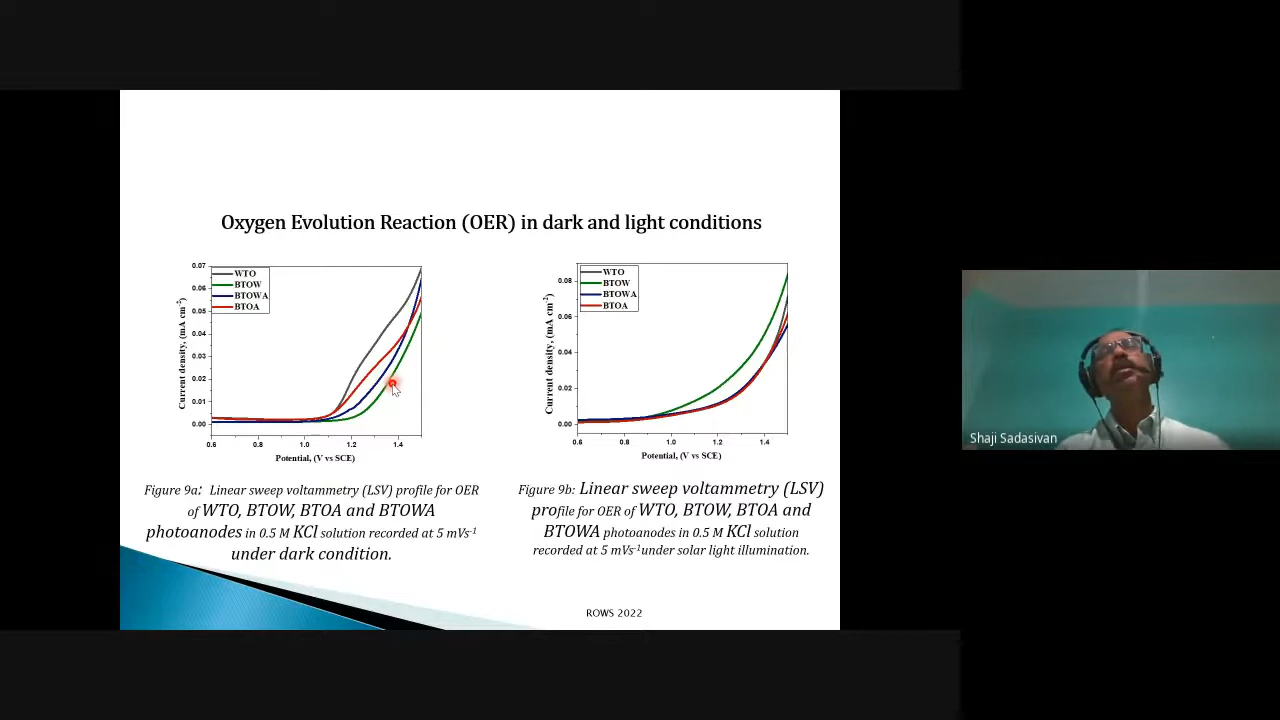 Oxygen Evolution Reaction (OER) in dark and light conditions
0.07
0.06
0.05
0.04
0.03
0.02
0.01
0.00
0.6 0.8 1.0 1.2 1.4
Current density, (mA cm-2)
Potential, (V vs SCE)
WTO
BTOW
BTOWA
BTOA
0.08
0.06
0.04
0.02
0.00
0.6 0.8 1.0 1.2 1.4
Current density, (mA cm-2)
Potential, (V vs SCE)
WTO
BTOW
BTOWA
BTOA
Figure 9a: Linear sweep voltammetry (LSV) profile for OER
of WTO, BTOW, BTOA and BTOWA
photoanodes in 0.5 M KCl solution recorded at 5 mVs-1
under dark condition.
Figure 9b: Linear sweep voltammetry (LSV)
profile for OER of WTO, BTOW, BTOA and
BTOWA photoanodes in 0.5 M KCl solution
recorded at 5 mVs-1under solar light illumination.
ROWS 2022
Shaji Sadasivan